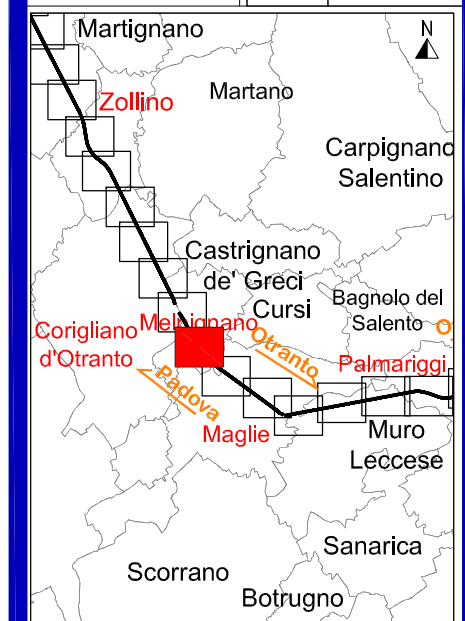 Martignano
N
Zollino
Martano
Carpignano
Salentino
Castrignano
de' Greci
Cursi
Bagnolo del
Salento
Melpignano
Corigliano
d'Otranto
Otranto
Palmariggi
Padova
Maglie
Muro
Leccese
Sanarica
Scorrano
Botrugno